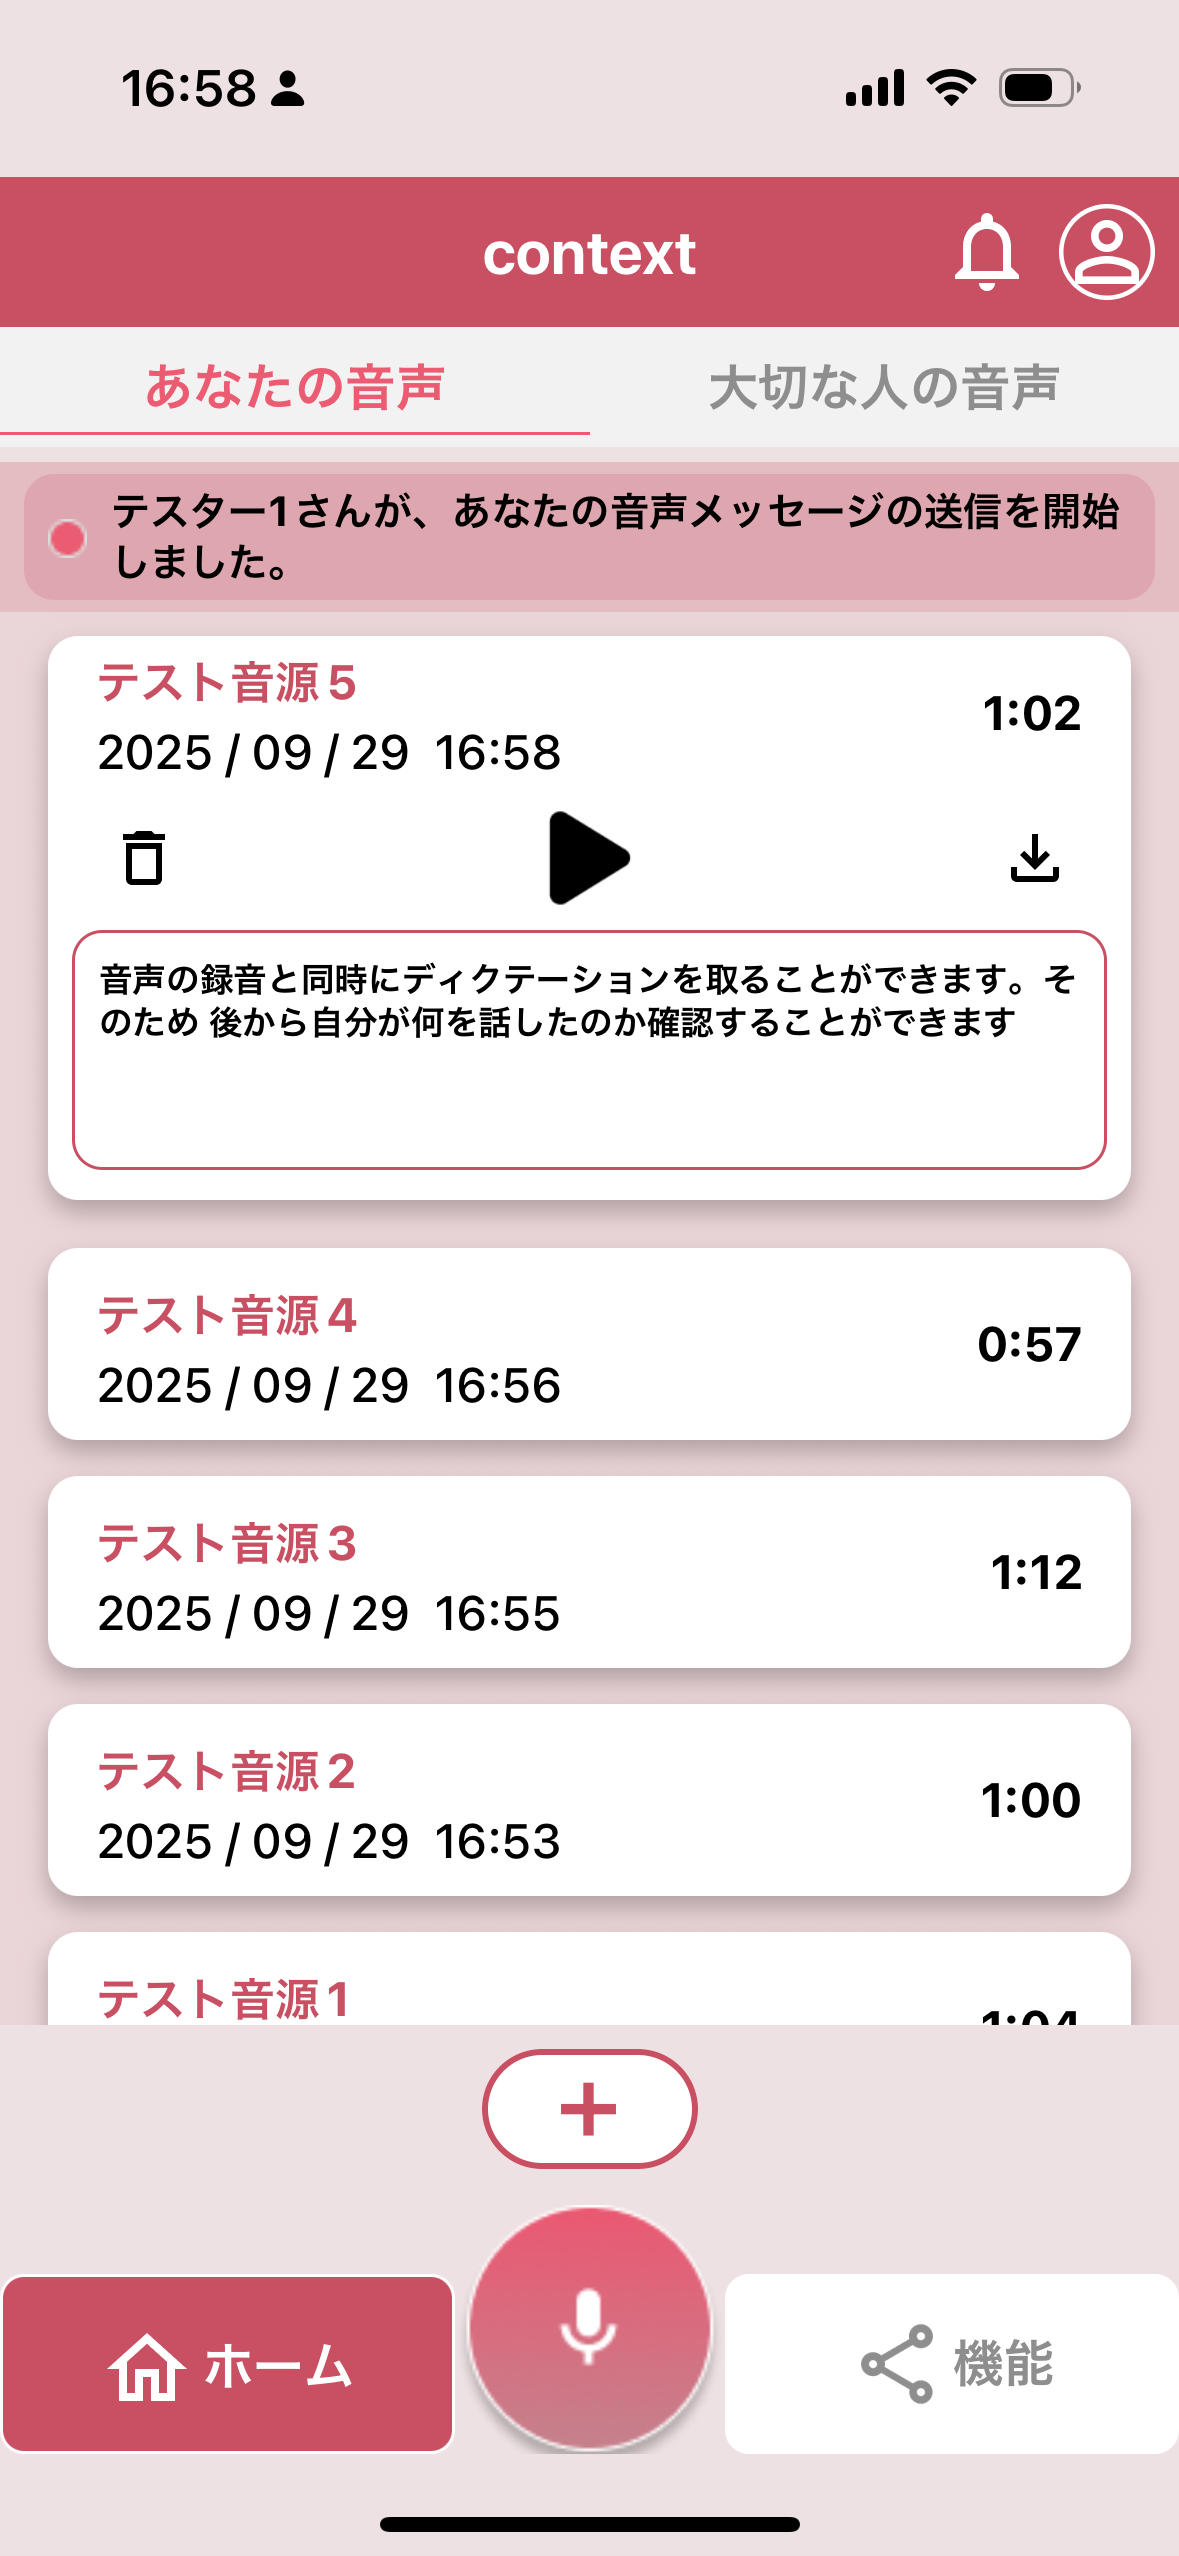 16:58
context
あなたの音声
大切な人の音声
テスター1さんが、あなたの音声メッセージの送信を開始
しました。
テスト音源5
1:02
2025 / 09 / 29 16:58
音声の録音と同時にディクテーションを取ることができます。そ
のため 後から自分が何を話したのか確認することができます
テスト音源4
0:57
2025 / 09 / 29 16:56
テスト音源3
1:12
2025 / 09 / 29 16:55
テスト音源2
1:00
2025 / 09 / 29 16:53
テスト音源1
1:04
ホーム
機能